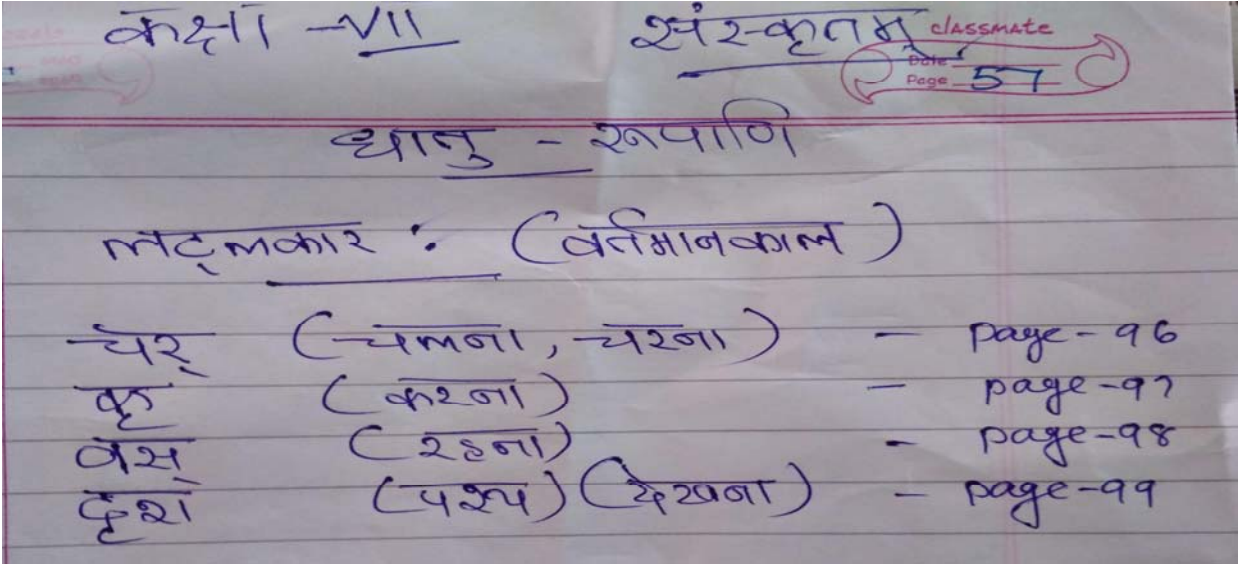 कक्षा -VII संस्कृतम् classmate
Date
Page 57
धातु - रूपाणि
लट्लकार : (वर्तमानकाल)
चर् (चलना, चरना) - page-96
कृ (करना) - page-97
वस् (रहना) - page-98
दृश (पश्य) (देखना) - page-99